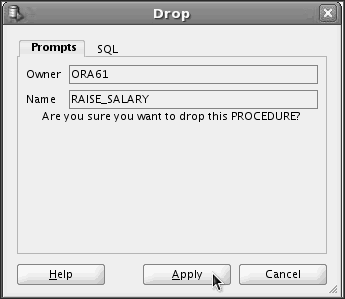 Drop
Prompts SQL
Owner ORA61
Name RAISE_SALARY
Are you sure you want to drop this PROCEDURE?
Help Apply Cancel